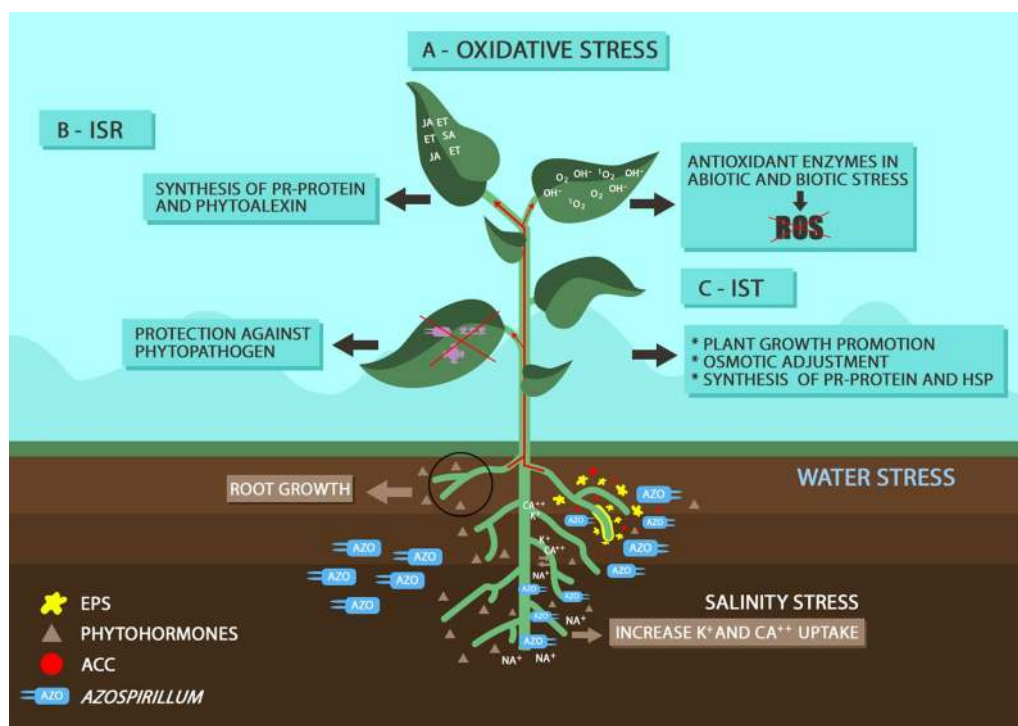 A - OXIDATIVE STRESS
B - ISR
JA ET
ET SA
JA ET
SYNTHESIS OF PR-PROTEIN
AND PHYTOALEXIN
O₂ OH⁻ ¹O₂ OH⁻
OH⁻ O₂ OH⁻
¹O₂
ANTIOXIDANT ENZYMES IN
ABIOTIC AND BIOTIC STRESS
ROS
C - IST
PROTECTION AGAINST
PHYTOPATHOGEN
* PLANT GROWTH PROMOTION
* OSMOTIC ADJUSTMENT
* SYNTHESIS OF PR-PROTEIN AND HSP
WATER STRESS
ROOT GROWTH
AZO
CA⁺⁺
K⁺
AZO
AZO
K⁺
CA⁺⁺
AZO
AZO
AZO
AZO
AZO
AZO
NA⁺
AZO
AZO
AZO
AZO
NA⁺
AZO
NA⁺
NA⁺
SALINITY STRESS
INCREASE K⁺ AND CA⁺⁺ UPTAKE
EPS
PHYTOHORMONES
ACC
AZO AZOSPIRILLUM